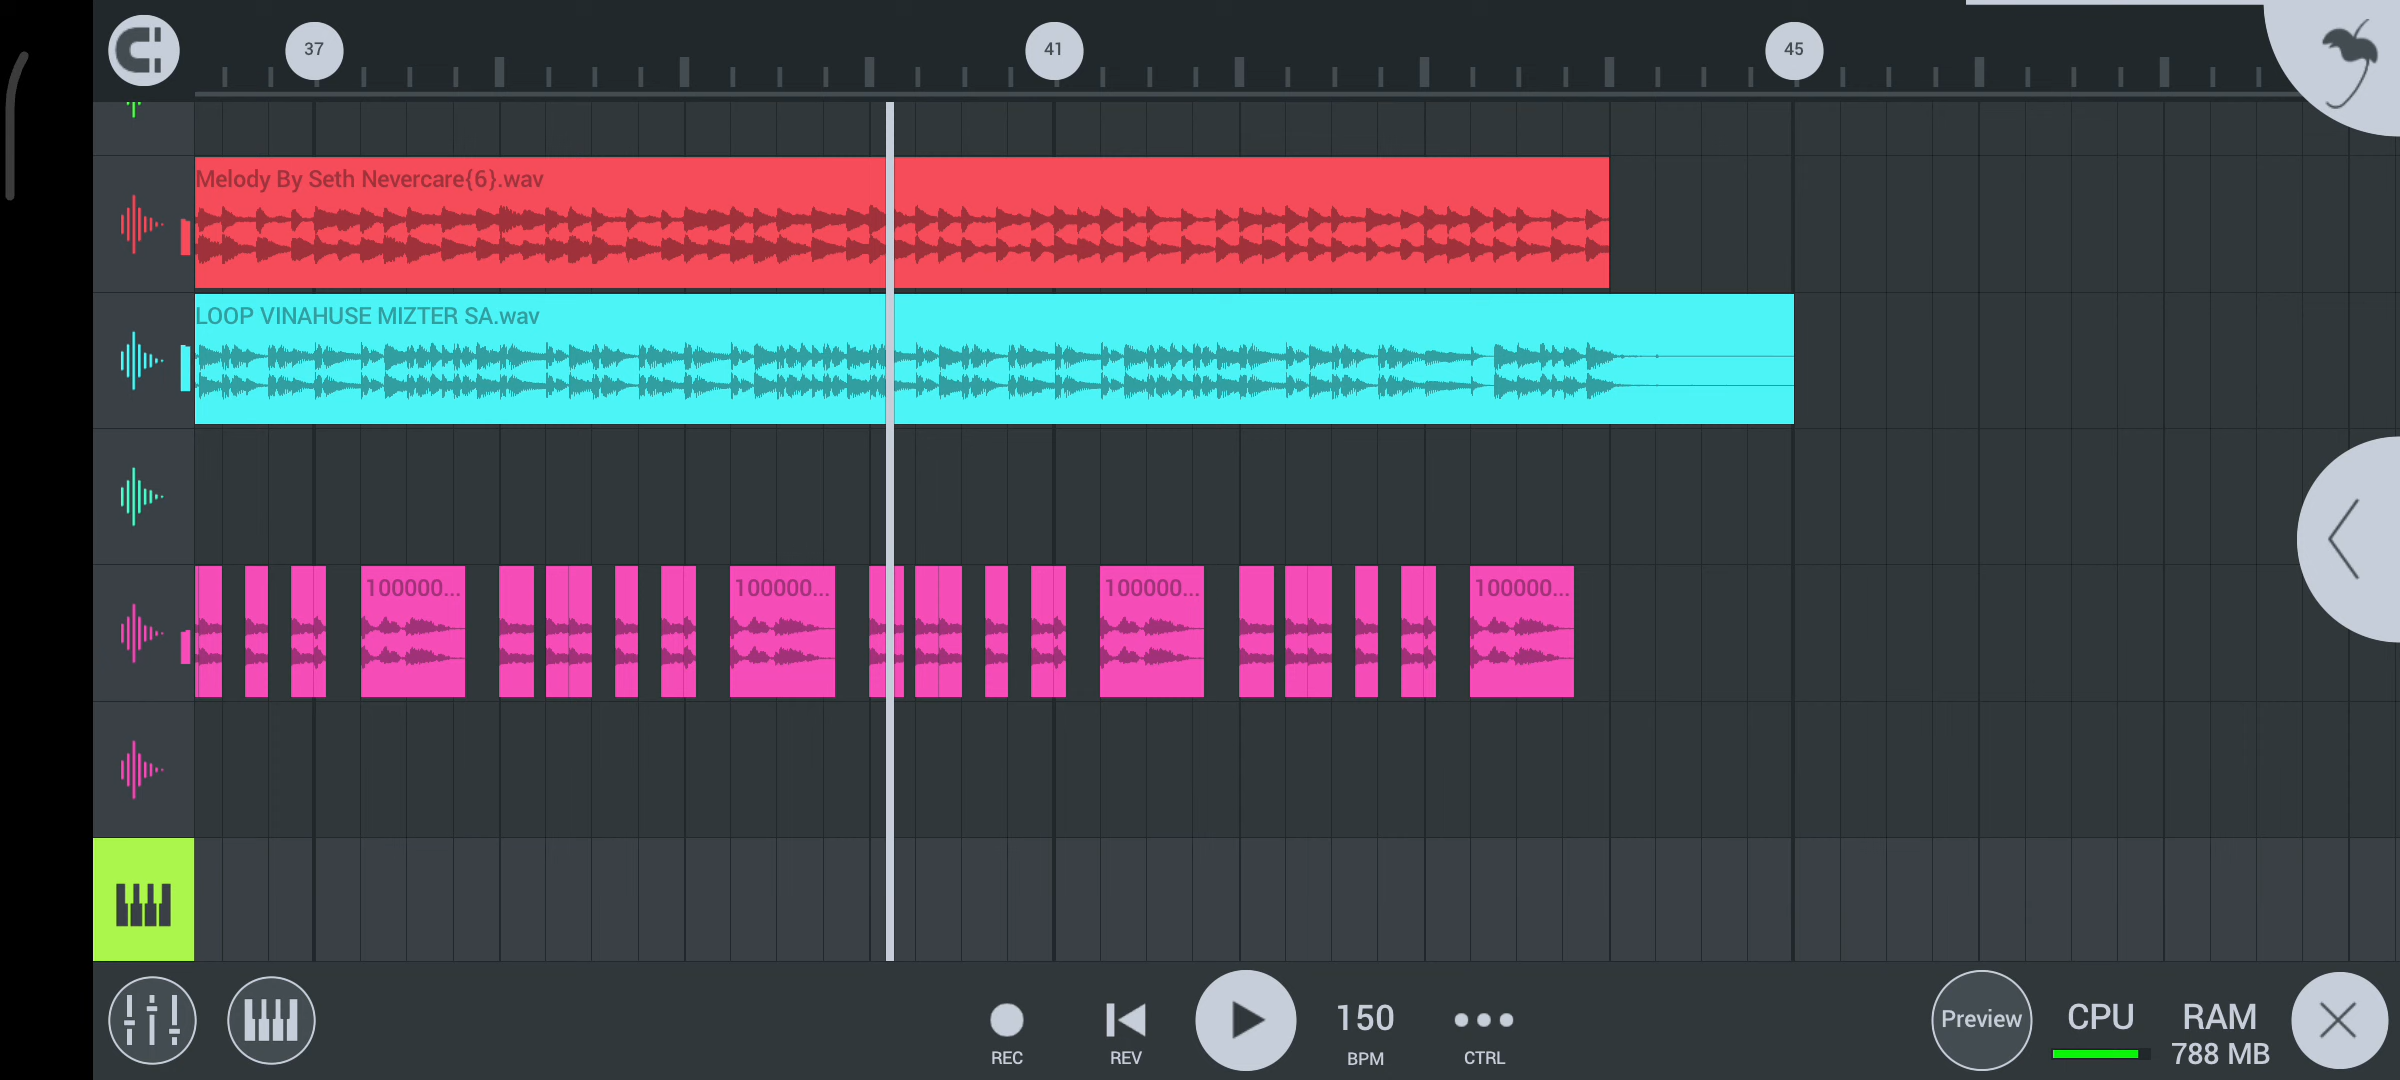 37
41
45
Melody By Seth Nevercare{6}.wav
LOOP VINAHUSE MIZTER SA.wav
100000...
100000...
100000...
100000...
150
Preview
CPU
RAM
788 MB
REC
REV
BPM
CTRL